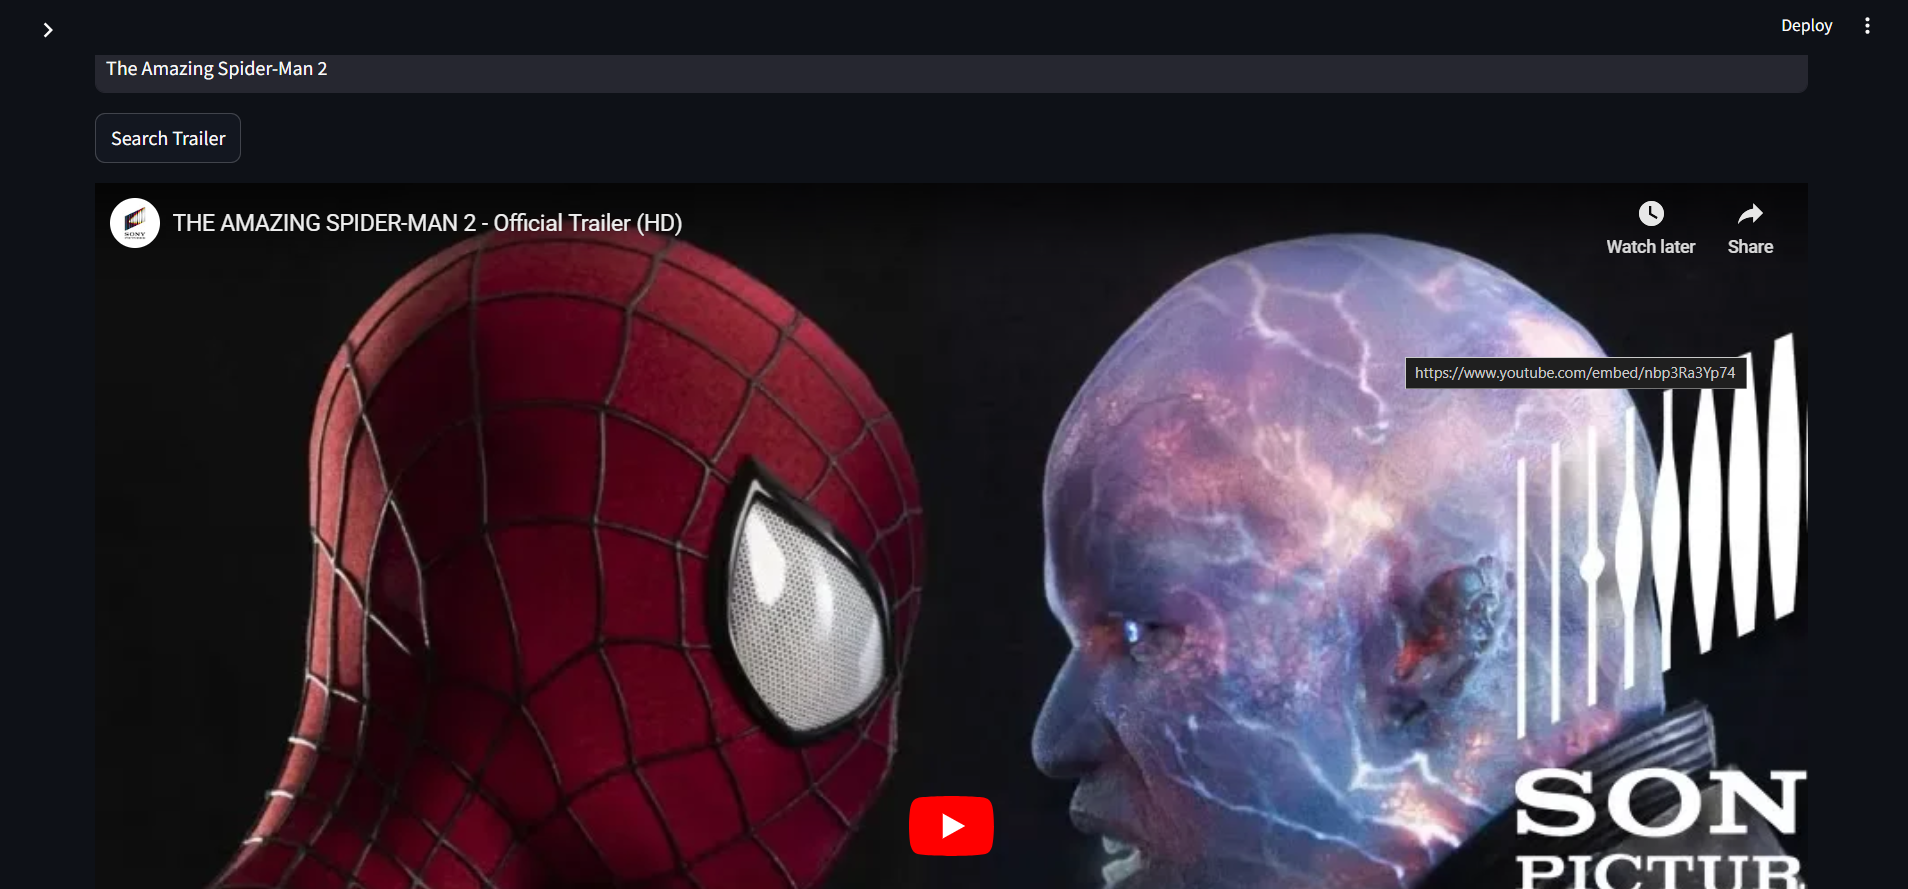 Deploy
The Amazing Spider-Man 2
Search Trailer
SONY
THE AMAZING SPIDER-MAN 2 - Official Trailer (HD)
Watch later
Share
https://www.youtube.com/embed/nbp3Ra3Yp74
SON
PICTUR